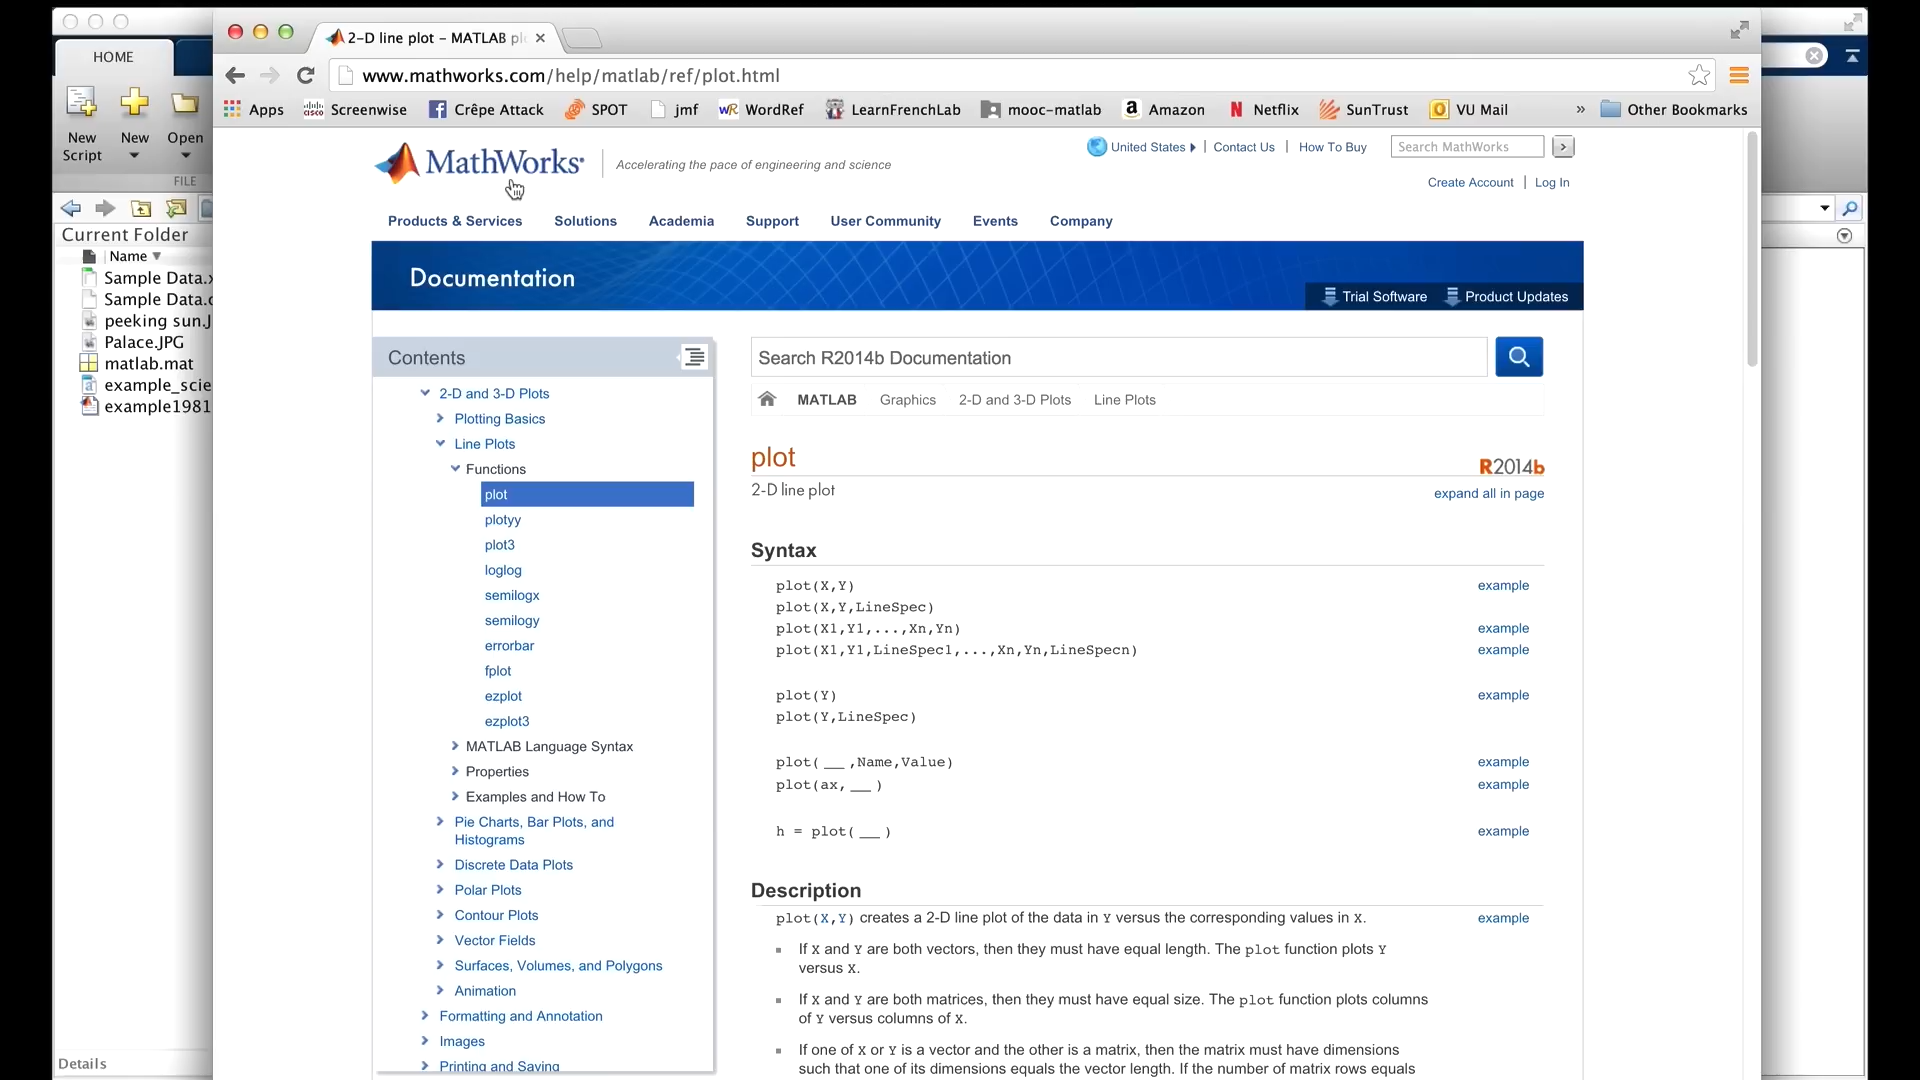 HOME
New Script
New
Open
FILE
Current Folder
Name
Sample Data.x
Sample Data.c
peeking sun.J
Palace.JPG
matlab.mat
example_scie
example1981
Details
2-D line plot – MATLAB pl
www.mathworks.com/help/matlab/ref/plot.html
Apps
cisco Screenwise
Crêpe Attack
SPOT
jmf
WR WordRef
LearnFrenchLab
mooc-matlab
a Amazon
N Netflix
SunTrust
VU Mail
»
Other Bookmarks
MathWorks®
Accelerating the pace of engineering and science
United States
Contact Us
How To Buy
Search MathWorks
Create Account
Log In
Products & Services
Solutions
Academia
Support
User Community
Events
Company
Documentation
Trial Software
Product Updates
Contents
2-D and 3-D Plots
Plotting Basics
Line Plots
Functions
plot
plotyy
plot3
loglog
semilogx
semilogy
errorbar
fplot
ezplot
ezplot3
MATLAB Language Syntax
Properties
Examples and How To
Pie Charts, Bar Plots, and
Histograms
Discrete Data Plots
Polar Plots
Contour Plots
Vector Fields
Surfaces, Volumes, and Polygons
Animation
Formatting and Annotation
Images
Printing and Saving
Search R2014b Documentation
MATLAB Graphics 2-D and 3-D Plots Line Plots
plot
R2014b
2-D line plot
expand all in page
Syntax
plot(X,Y) example
plot(X,Y,LineSpec)
plot(X1,Y1,...,Xn,Yn) example
plot(X1,Y1,LineSpec1,...,Xn,Yn,LineSpecn) example
plot(Y) example
plot(Y,LineSpec)
plot( __ ,Name,Value) example
plot(ax, __ ) example
h = plot( __ ) example
Description
plot(X,Y) creates a 2-D line plot of the data in Y versus the corresponding values in X. example
If X and Y are both vectors, then they must have equal length. The plot function plots Y
versus X.
If X and Y are both matrices, then they must have equal size. The plot function plots columns
of Y versus columns of X.
If one of X or Y is a vector and the other is a matrix, then the matrix must have dimensions
such that one of its dimensions equals the vector length. If the number of matrix rows equals